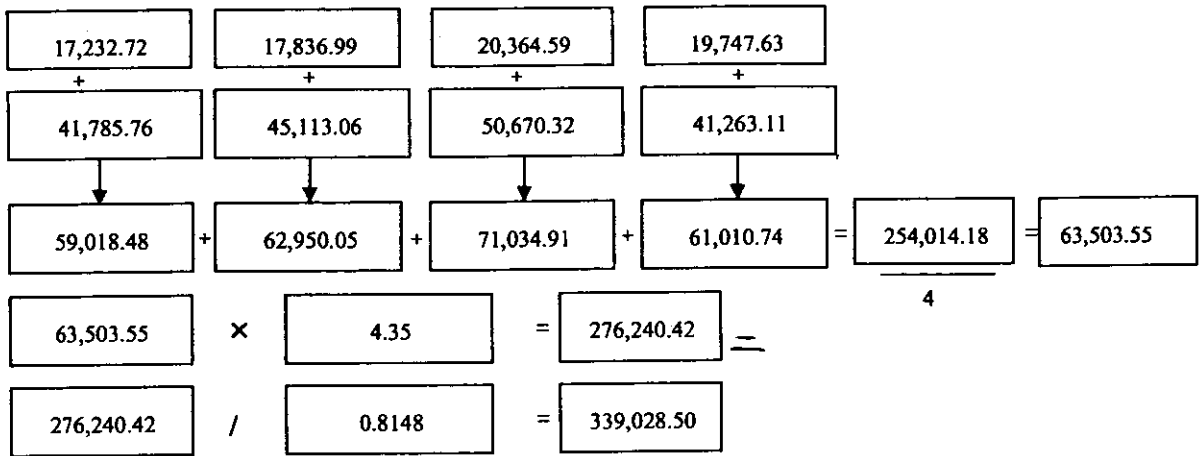 17,232.72 17,836.99 20,364.59 19,747.63
+ + + +
41,785.76 45,113.06 50,670.32 41,263.11
59,018.48 + 62,950.05 + 71,034.91 + 61,010.74 = 254,014.18 = 63,503.55
4
63,503.55 × 4.35 = 276,240.42 =
276,240.42 / 0.8148 = 339,028.50